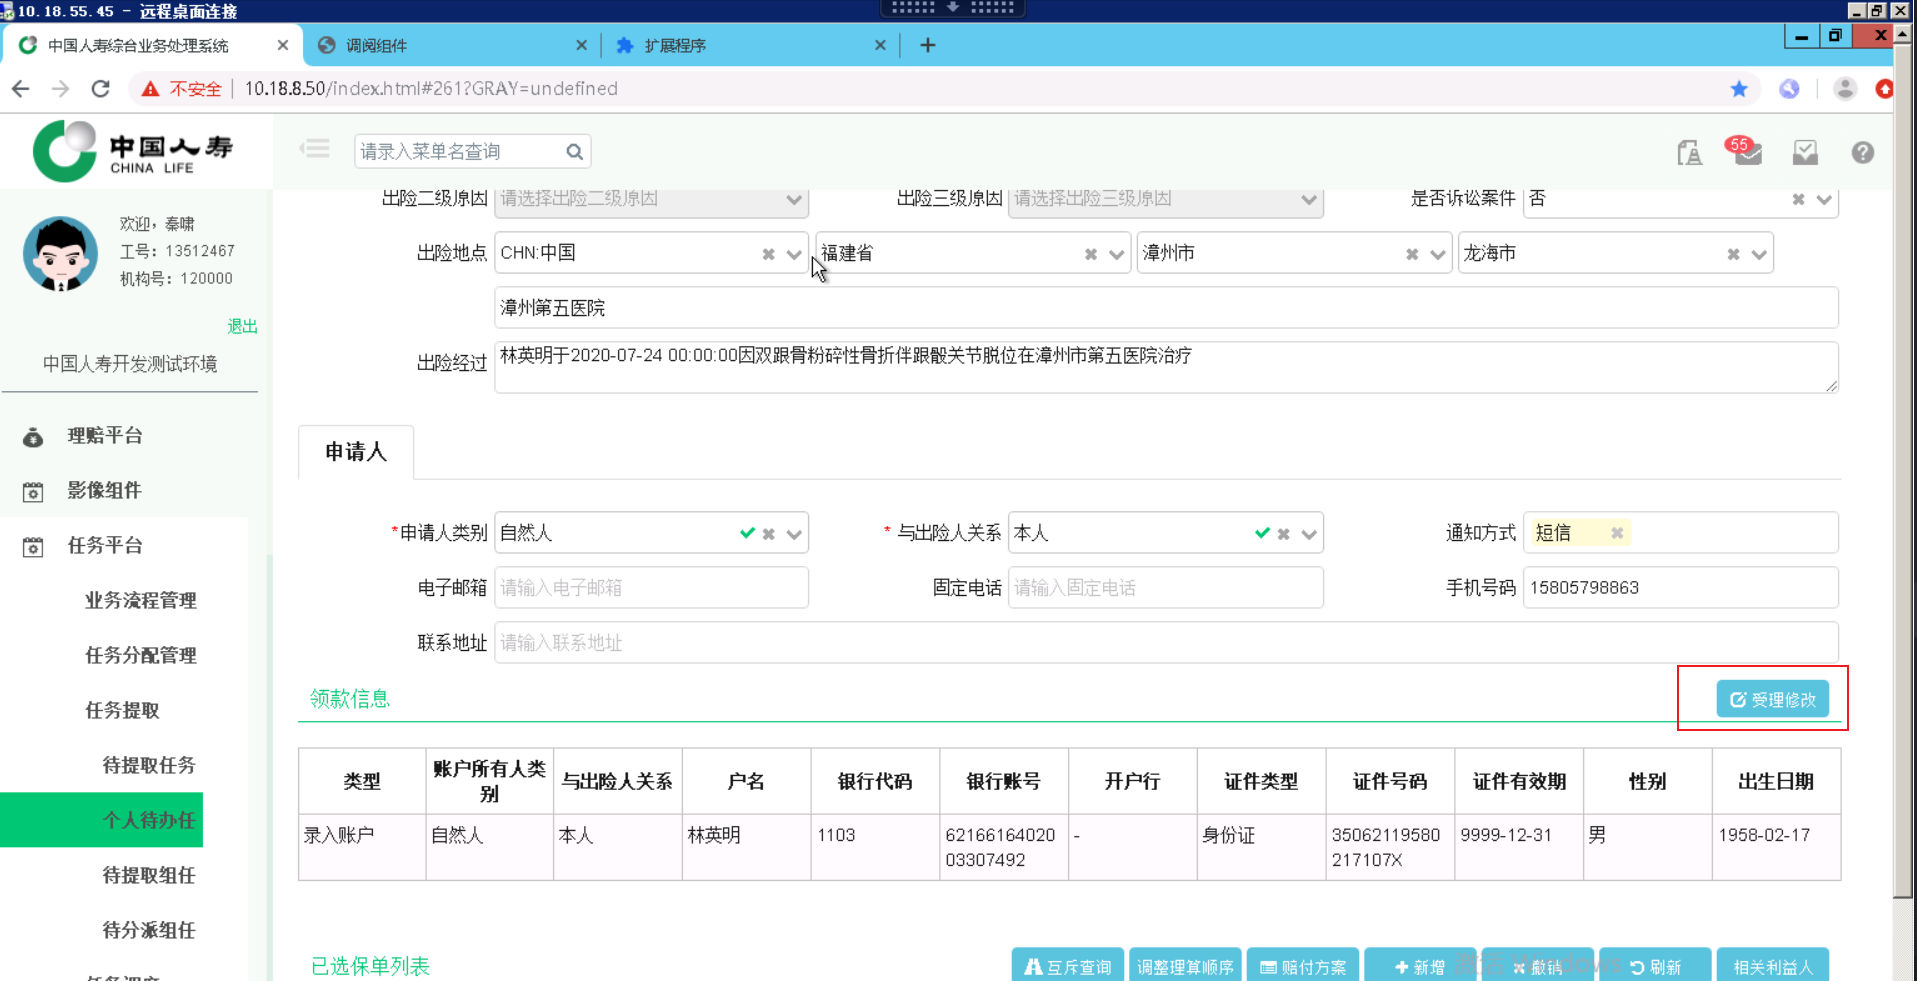 10.18.55.45 - 远程桌面连接
中国人寿综合业务处理系统
调阅组件
扩展程序
不安全
10.18.8.50/index.html#261?GRAY=undefined
中国人寿
CHINA LIFE
请录入菜单名查询
55
欢迎，秦啸
工号：13512467
机构号：120000
退出
中国人寿开发测试环境
理赔平台
影像组件
任务平台
业务流程管理
任务分配管理
任务提取
待提取任务
个人待办任
待提取组任
待分派组任
出险二级原因 请选择出险二级原因 出险三级原因 请选择出险三级原因 是否诉讼案件 否
出险地点 CHN:中国 福建省 漳州市 龙海市
漳州第五医院
出险经过 林英明于2020-07-24 00:00:00因双跟骨粉碎性骨折伴跟骰关节脱位在漳州市第五医院治疗
申请人
*申请人类别 自然人 * 与出险人关系 本人 通知方式 短信
电子邮箱 请输入电子邮箱 固定电话 请输入固定电话 手机号码 15805798863
联系地址 请输入联系地址
领款信息 受理修改
类型 账户所有人类别 与出险人关系 户名 银行代码 银行账号 开户行 证件类型 证件号码 证件有效期 性别 出生日期
录入账户 自然人 本人 林英明 1103 6216616402003307492 - 身份证 35062119580217107X 9999-12-31 男 1958-02-17
已选保单列表 互斥查询 调整理算顺序 赔付方案 新增 撤销 刷新 相关利益人